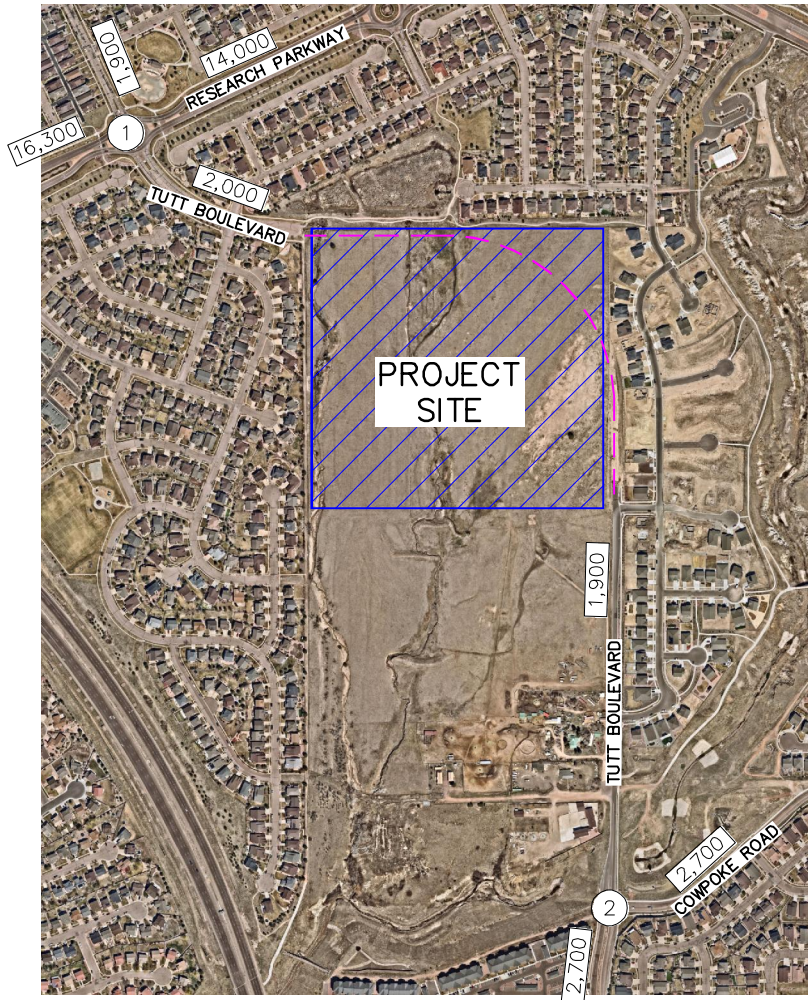 1,900
14,000
RESEARCH PARKWAY
1
16,300
2,000
TUTT BOULEVARD
PROJECT
SITE
1,900
TUTT BOULEVARD
2,700
COWPOKE ROAD
2
2,700